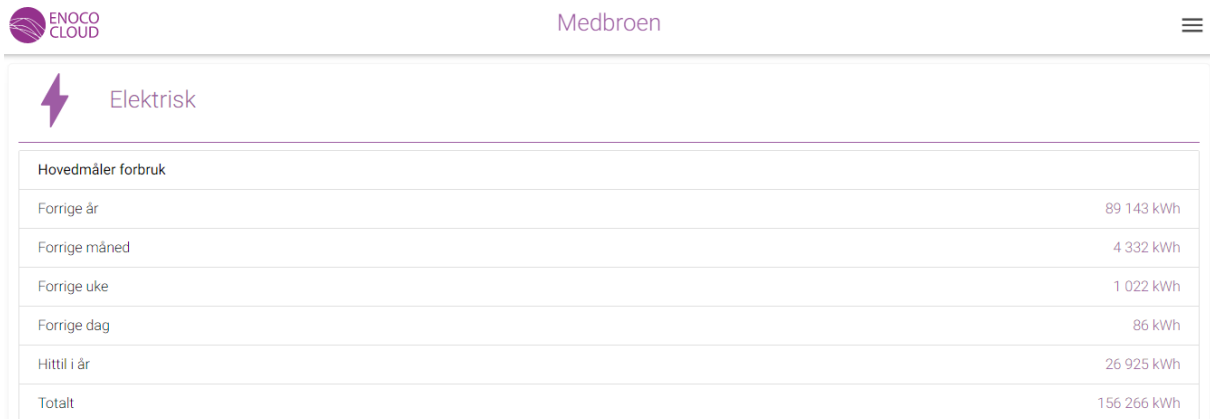 ENOCO
CLOUD
Medbroen
Elektrisk
Hovedmåler forbruk
Forrige år 89 143 kWh
Forrige måned 4 332 kWh
Forrige uke 1 022 kWh
Forrige dag 86 kWh
Hittil i år 26 925 kWh
Totalt 156 266 kWh